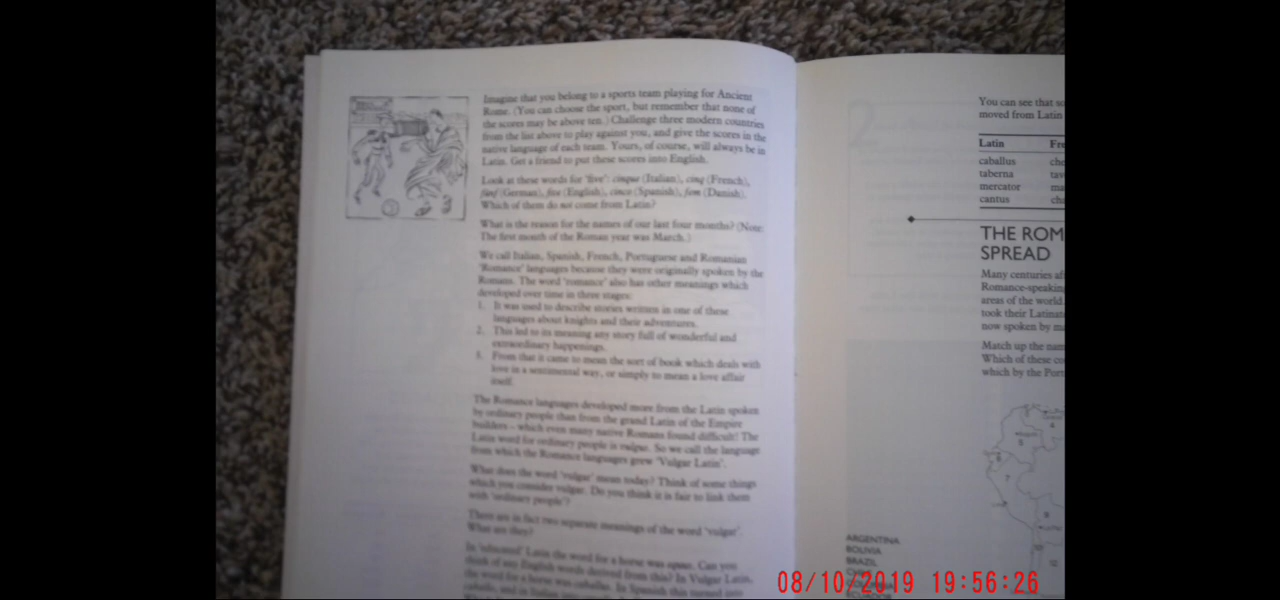 Imagine that you belong to a sports team playing for Ancient
Rome. (You can choose the sport, but remember that none of
the scores may be above ten.) Challenge three modern countries
from the list above to play against you, and give the scores in the
native language of each team. Yours, of course, will always be in
Latin. Get a friend to put these scores into English.
Look at these words for 'five': cinque (Italian), cinq (French),
fünf (German), five (English), cinco (Spanish), fem (Danish).
Which of them do not come from Latin?
What is the reason for the names of our last four months? (Note:
The first month of the Roman year was March.)
We call Italian, Spanish, French, Portuguese and Romanian
'Romance' languages because they were originally spoken by the
Romans. The word 'romance' also has other meanings which
developed over time in three stages:
1. It was used to describe stories written in one of these
languages about knights and their adventures.
2. This led to its meaning any story full of wonderful and
extraordinary happenings.
3. From that it came to mean the sort of book which deals with
love in a sentimental way, or simply to mean a love affair
itself.
The Romance languages developed more from the Latin spoken
by ordinary people than from the grand Latin of the Empire
builders – which even many native Romans found difficult! The
Latin word for ordinary people is vulgus. So we call the language
from which the Romance languages grew 'Vulgar Latin'.
What does the word 'vulgar' mean today? Think of some things
which you consider vulgar. Do you think it is fair to link them
with 'ordinary people'?
There are in fact two separate meanings of the word 'vulgar'.
What are they?
In 'educated' Latin the word for a horse was equus. Can you
think of any English words derived from this? In Vulgar Latin,
the word for a horse was caballus. In Spanish this turned into
2
You can see that so
moved from Latin
Latin Fre
caballus che
taberna tav
mercator ma
cantus cha
THE ROM
SPREAD
Many centuries aft
Romance-speaking
areas of the world.
took their Latinate
now spoken by m
Match up the nam
Which of these co
which by the Port
4
5
6
7
9
10
12
ARGENTINA
BOLIVIA
BRAZIL
08/10/2019 19:56:26